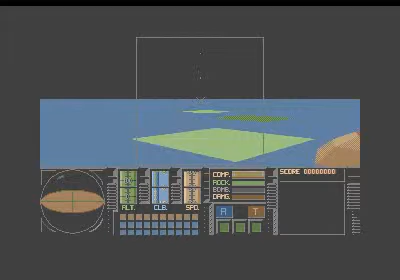 COMP. SCORE 00000000
ROCK.
BOMB.
DAMG.
ALT. CLB. SPD.
A T